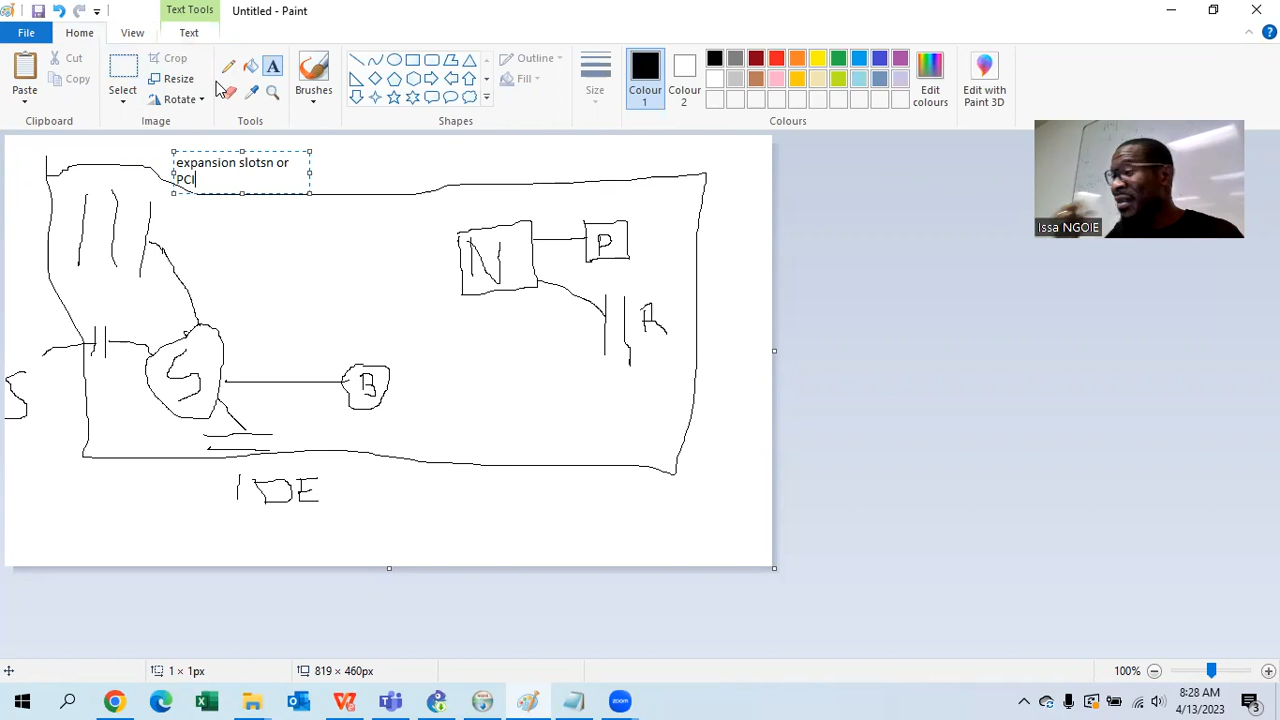 Text Tools
Untitled - Paint
File
Home
View
Text
Paste
Cut
Copy
Clipboard
Select
Crop
Resize
Rotate
Image
Tools
Brushes
Shapes
Outline
Fill
Size
Colour 1
Colour 2
Colours
Edit colours
Edit with Paint 3D
expansion slotsn or
PCI
N
P
R
S
S
B
IDE
Issa NGOIE
1 × 1px
819 × 460px
100%
8:28 AM
4/13/2023
3